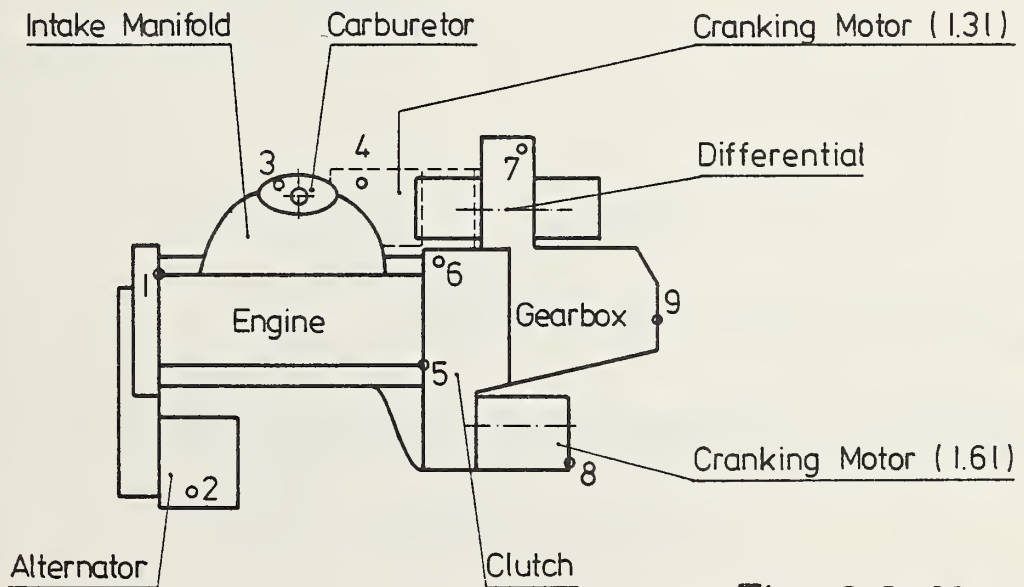 Intake Manifold
Carburetor
Cranking Motor (1.3l)
3
4
7
Differential
6
1
Engine
Gearbox
9
5
2
8
Cranking Motor (1.6l)
Alternator
Clutch